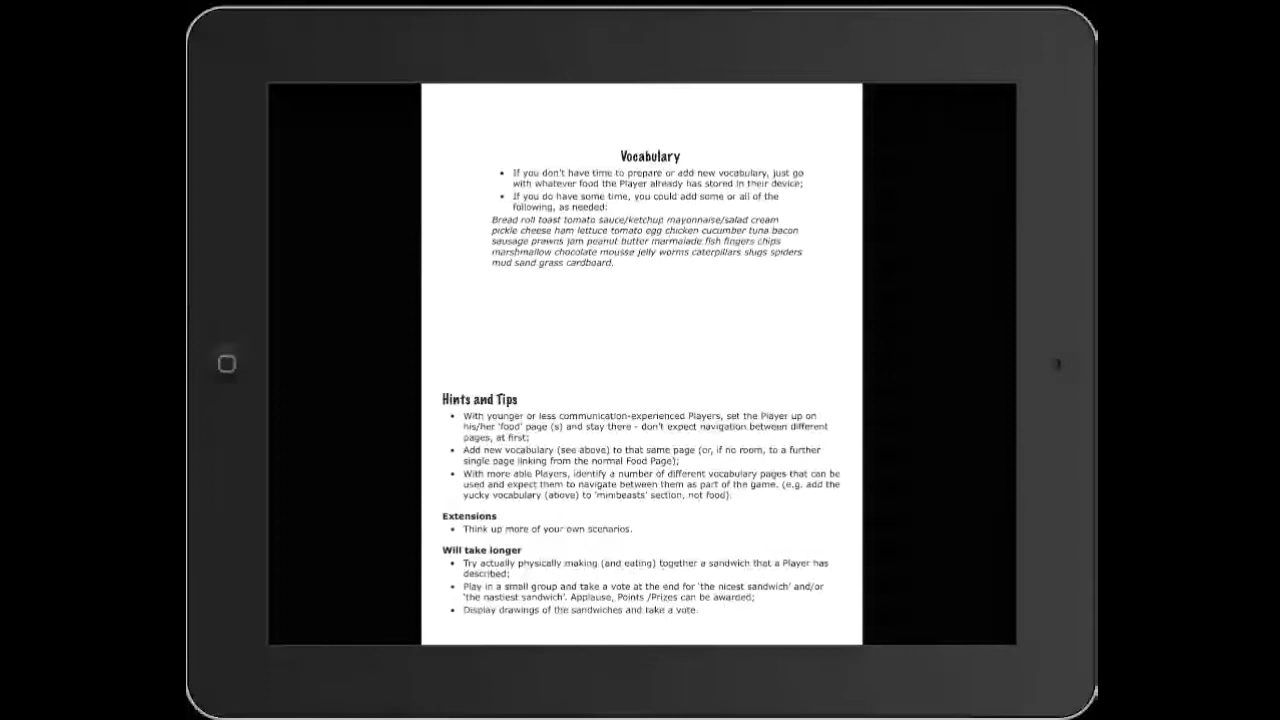 Vocabulary
• If you don't have time to prepare or add new vocabulary, just go
with whatever food the Player already has stored in their device;
• If you do have some time, you could add some or all of the
following, as needed:
Bread roll toast tomato sauce/ketchup mayonnaise/salad cream
pickle cheese ham lettuce tomato egg chicken cucumber tuna bacon
sausage prawns jam peanut butter marmalade fish fingers chips
marshmallow chocolate mousse jelly worms caterpillars slugs spiders
mud sand grass cardboard.
Hints and Tips
• With younger or less communication-experienced Players, set the Player up on
his/her 'food' page (s) and stay there - don't expect navigation between different
pages, at first;
• Add new vocabulary (see above) to that same page (or, if no room, to a further
single page linking from the normal Food Page);
• With more able Players, identify a number of different vocabulary pages that can be
used and expect them to navigate between them as part of the game. (e.g. add the
yucky vocabulary (above) to 'minibeasts' section, not food).
Extensions
• Think up more of your own scenarios.
Will take longer
• Try actually physically making (and eating) together a sandwich that a Player has
described;
• Play in a small group and take a vote at the end for 'the nicest sandwich' and/or
'the nastiest sandwich'. Applause, Points /Prizes can be awarded;
• Display drawings of the sandwiches and take a vote.